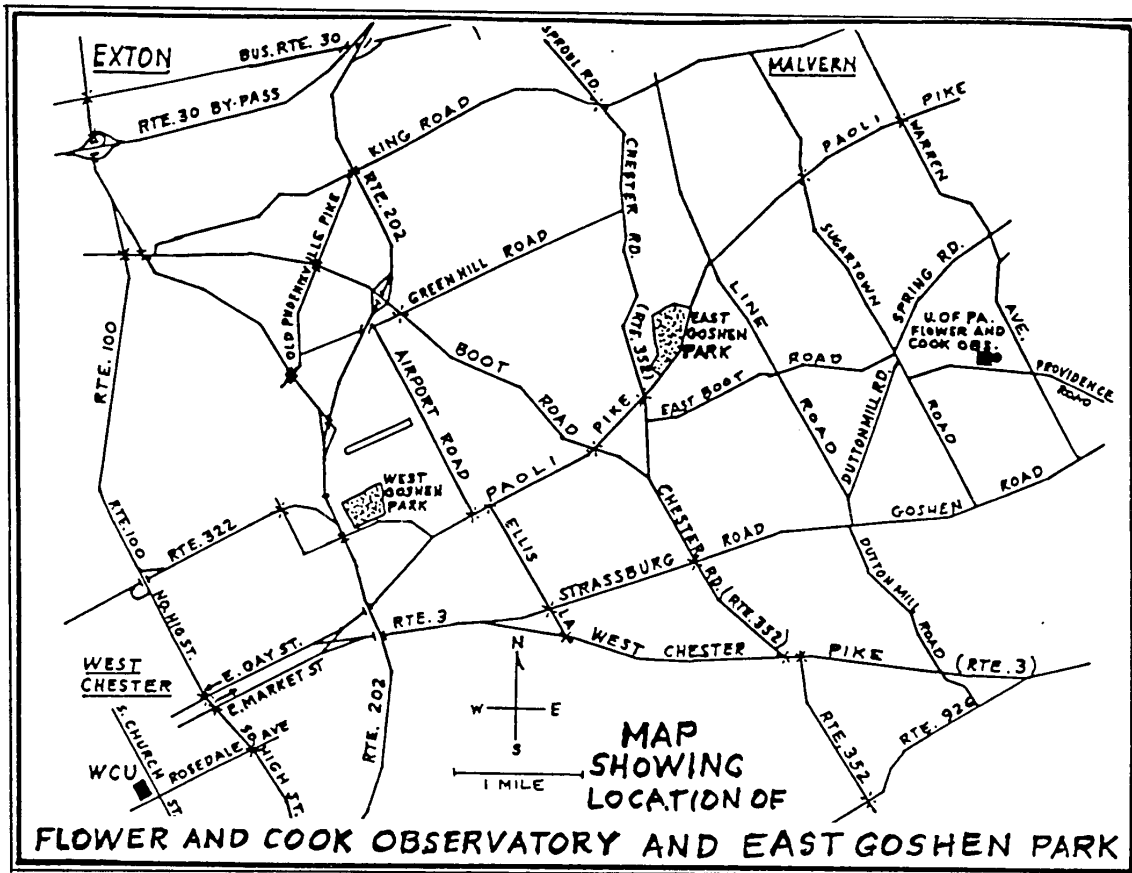 EXTON
BUS. RTE. 30
RTE. 30 BY-PASS
SPROUL RD.
MALVERN
KING ROAD
PAOLI PIKE
WARREN AVE.
RTE. 202
CHESTER RD. (RTE. 352)
OLD PHOENIXVILLE PIKE
GREEN HILL ROAD
SUGARTOWN ROAD
SPRING RD.
LINE ROAD
EAST
GOSHEN
PARK
U. OF PA.
FLOWER AND
COOK OBS.
RTE. 100
BOOT ROAD
AIRPORT ROAD
EAST BOOT ROAD
DUTTON MILL RD.
PROVIDENCE
ROAD
PAOLI PIKE
WEST
GOSHEN
PARK
GOSHEN ROAD
RTE. 100
RTE. 322
ELLIS LA.
CHESTER RD. (RTE. 352)
STRASSBURG ROAD
DUTTON MILL ROAD
NO. HIG ST.
RTE. 3
WEST CHESTER PIKE (RTE. 3)
E. GAY ST.
E. MARKET ST
WEST
CHESTER
S. CHURCH ST.
ROSEDALE AVE
SO. HIGH ST.
WCU
RTE. 202
N
W E
S
1 MILE
RTE. 352
RTE. 926
MAP
SHOWING
LOCATION OF
FLOWER AND COOK OBSERVATORY AND EAST GOSHEN PARK